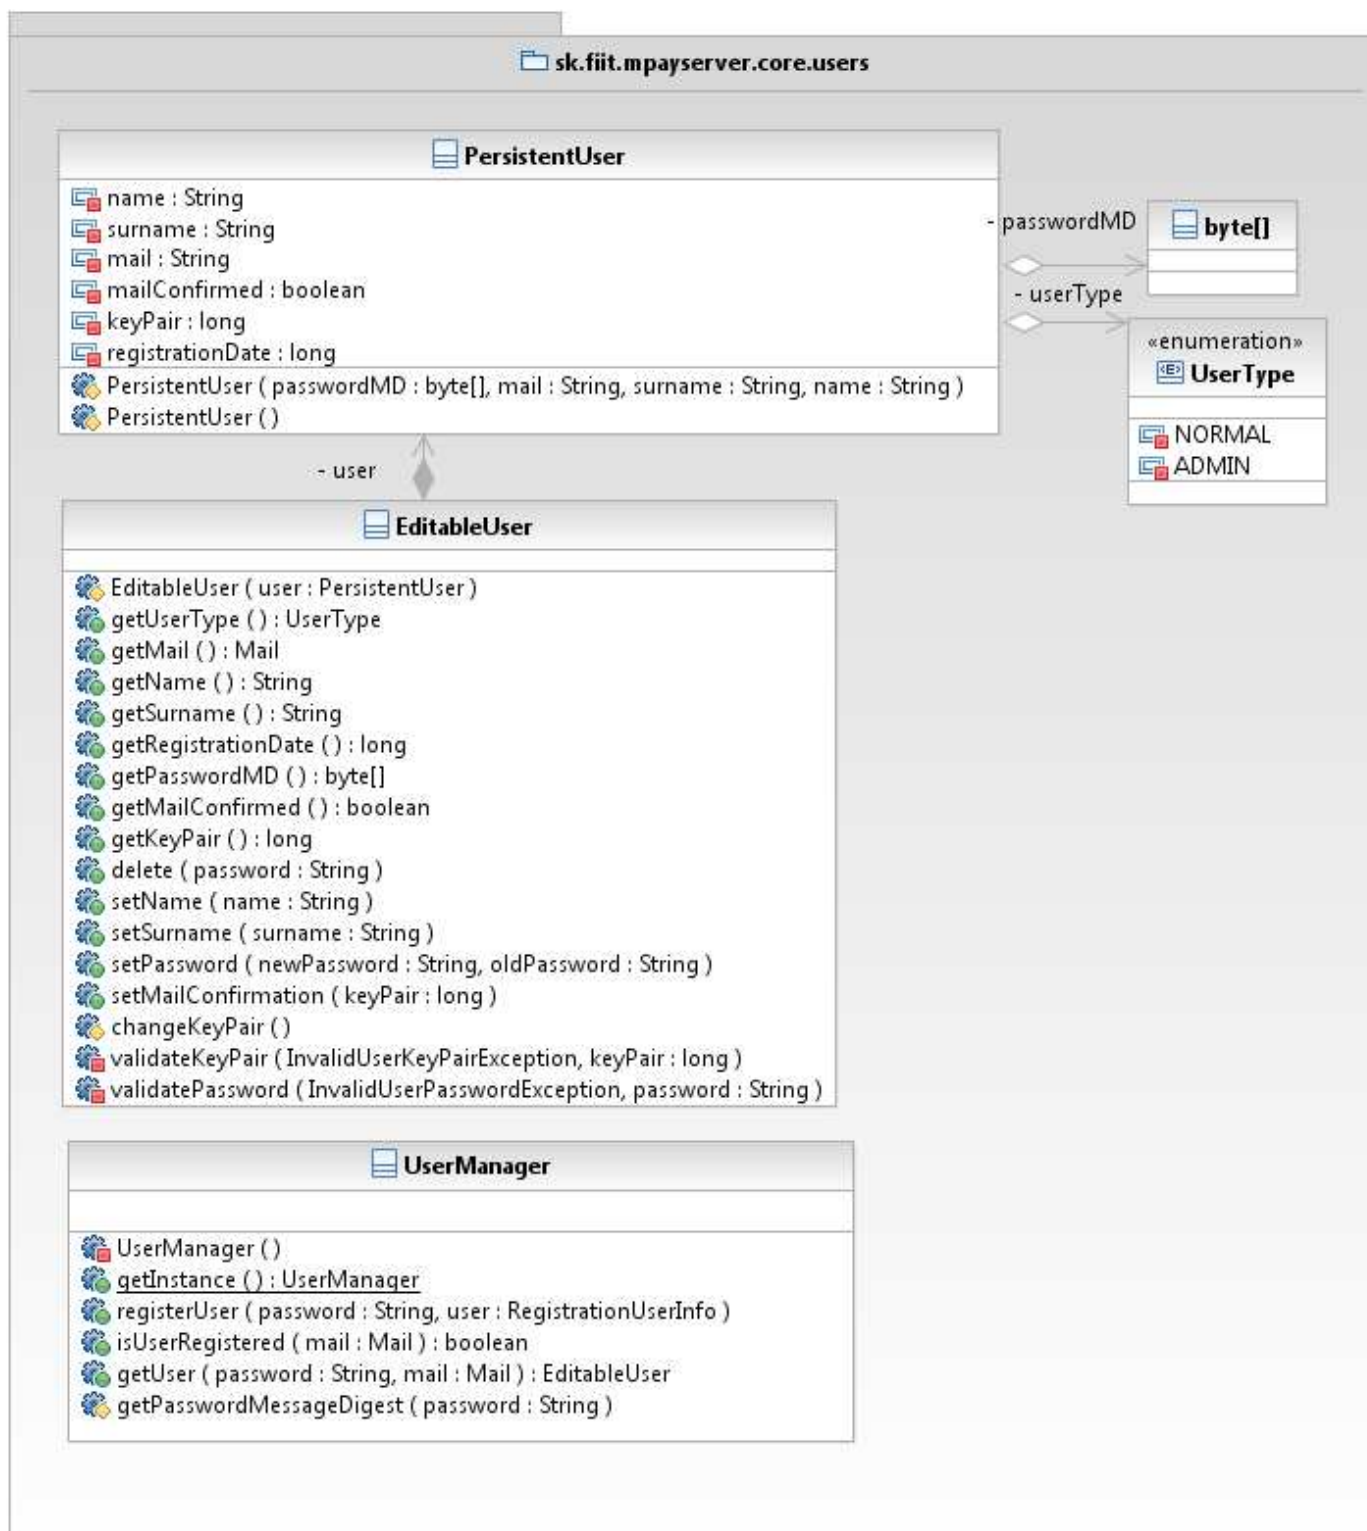 sk.fiit.mpayserver.core.users
PersistentUser
name : String
surname : String
mail : String
mailConfirmed : boolean
keyPair : long
registrationDate : long
PersistentUser ( passwordMD : byte[], mail : String, surname : String, name : String )
PersistentUser ( )
- passwordMD
byte[]
- userType
«enumeration»
<E> UserType
NORMAL
ADMIN
- user
EditableUser
EditableUser ( user : PersistentUser )
getUserType ( ) : UserType
getMail ( ) : Mail
getName ( ) : String
getSurname ( ) : String
getRegistrationDate ( ) : long
getPasswordMD ( ) : byte[]
getMailConfirmed ( ) : boolean
getKeyPair ( ) : long
delete ( password : String )
setName ( name : String )
setSurname ( surname : String )
setPassword ( newPassword : String, oldPassword : String )
setMailConfirmation ( keyPair : long )
changeKeyPair ( )
validateKeyPair ( InvalidUserKeyPairException, keyPair : long )
validatePassword ( InvalidUserPasswordException, password : String )
UserManager
UserManager ( )
getInstance ( ) : UserManager
registerUser ( password : String, user : RegistrationUserInfo )
isUserRegistered ( mail : Mail ) : boolean
getUser ( password : String, mail : Mail ) : EditableUser
getPasswordMessageDigest ( password : String )